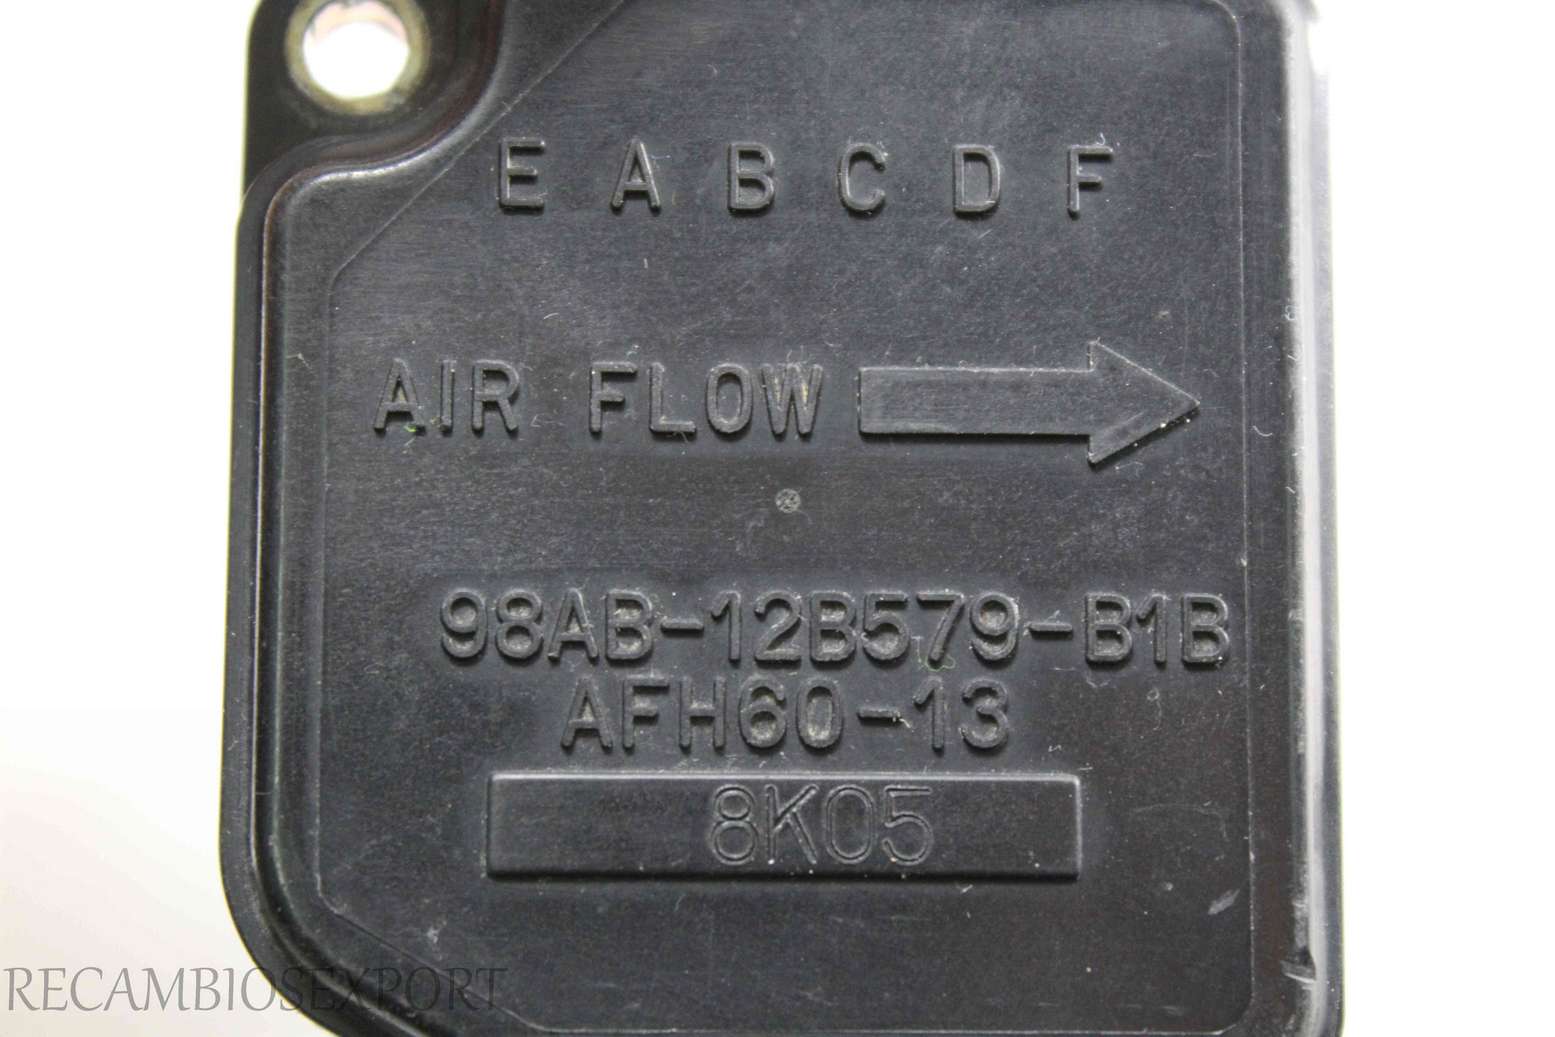 E A B C D F
AIR FLOW
98AB-12B579-B1B
AFH60-13
8K05
RECAMBIOSEXPORT